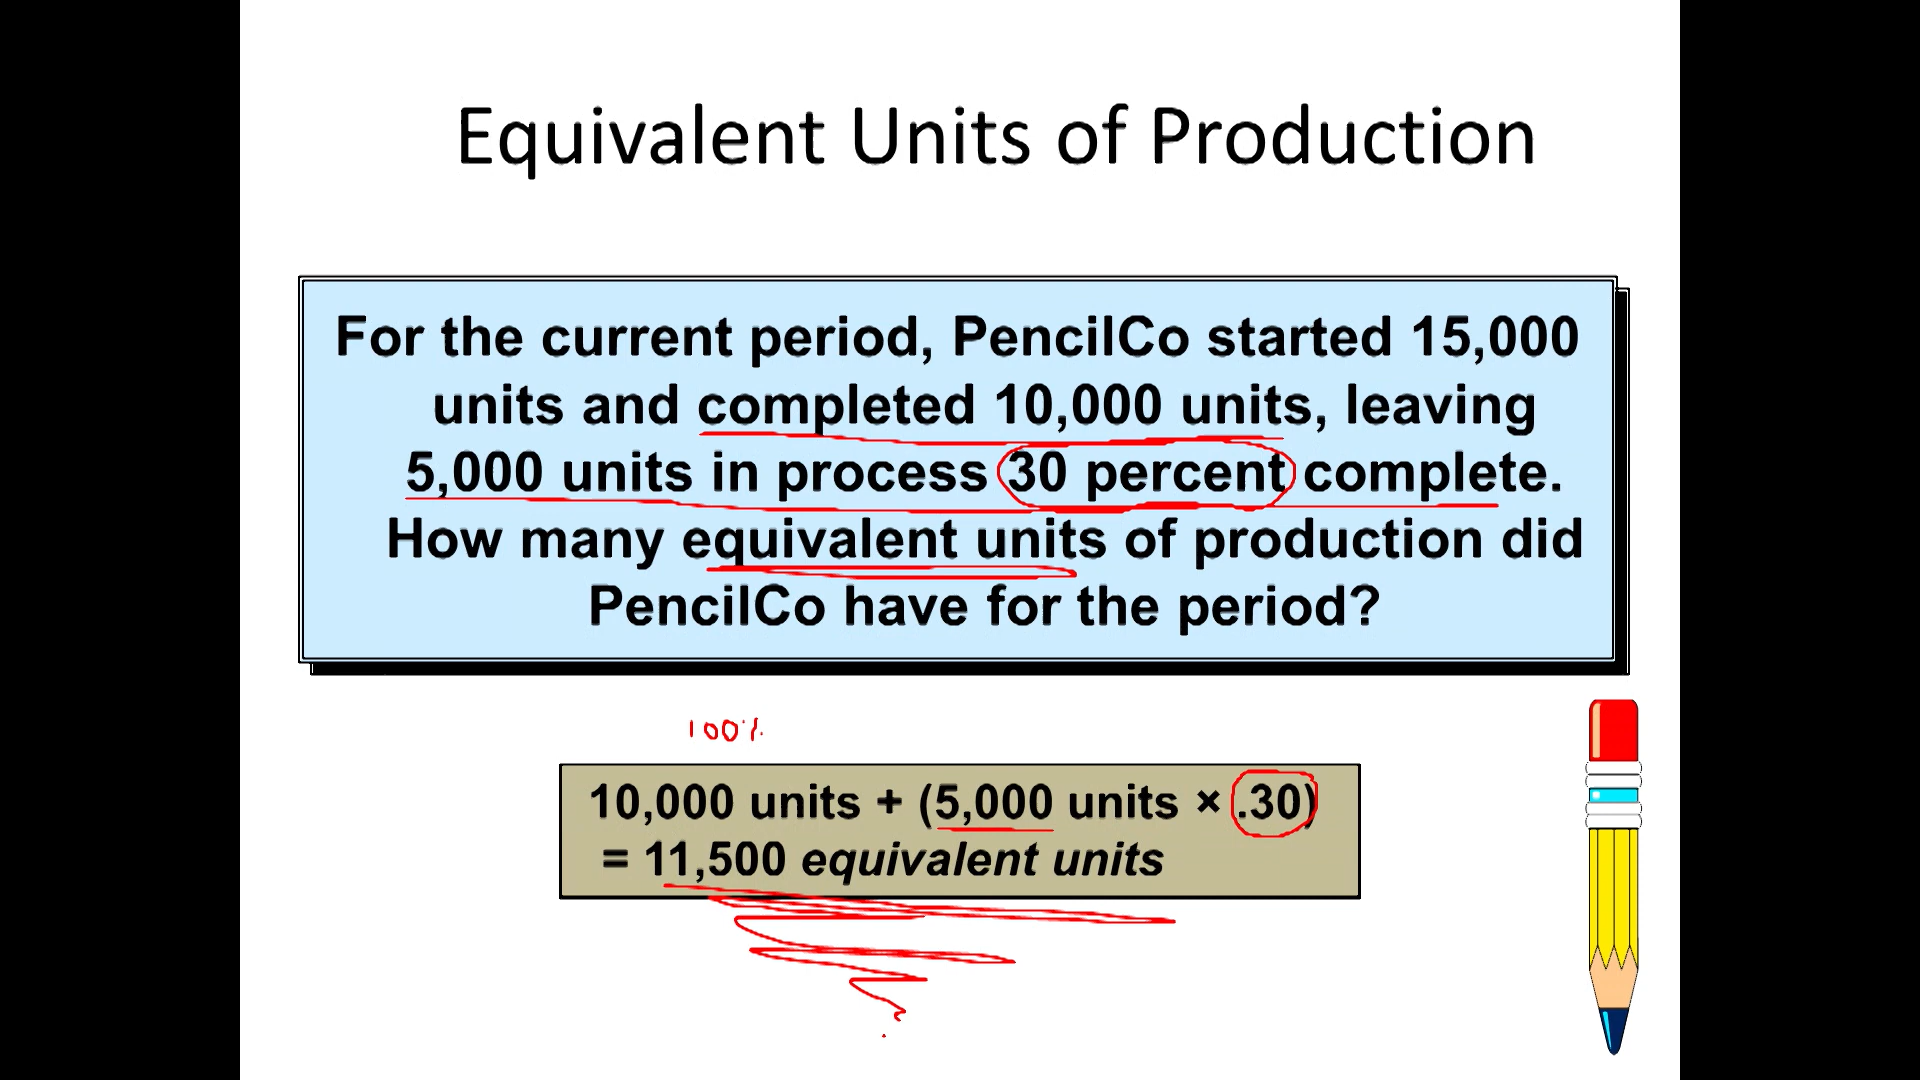 Equivalent Units of Production
For the current period, PencilCo started 15,000
units and completed 10,000 units, leaving
5,000 units in process 30 percent complete.
How many equivalent units of production did
PencilCo have for the period?
100%
10,000 units + (5,000 units × .30)
= 11,500 equivalent units